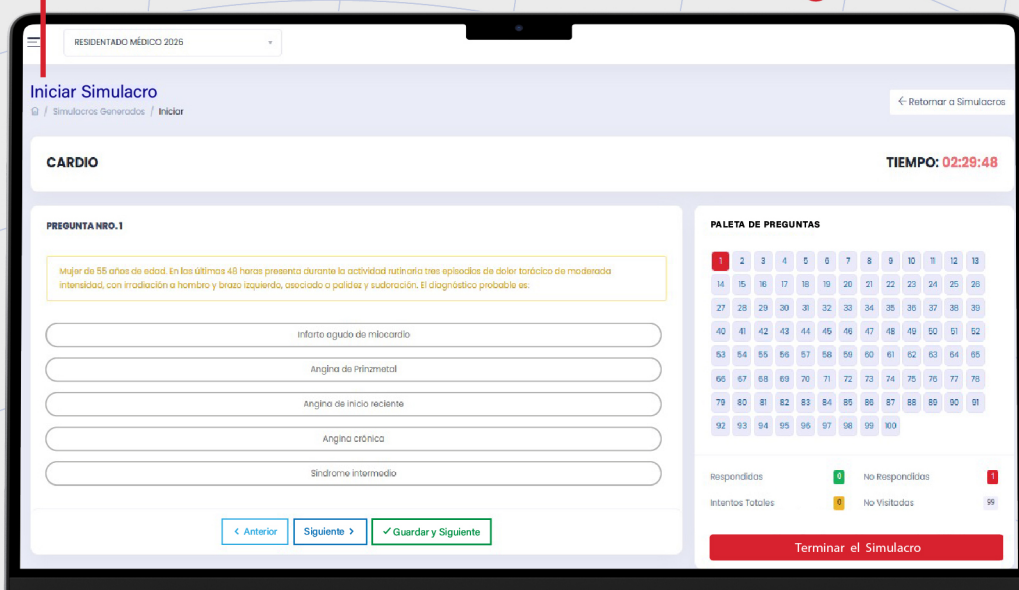 RESIDENTADO MÉDICO 2026
Iniciar Simulacro
/ Simulacros Generados / Iniciar
Retornar a Simulacros
CARDIO
TIEMPO: 02:29:48
PREGUNTA NRO. 1
Mujer de 55 años de edad. En las últimas 48 horas presenta durante la actividad rutinaria tres episodios de dolor torácico de moderada
intensidad, con irradiación a hombro y brazo izquierdo, asociado a palidez y sudoración. El diagnóstico probable es:
Infarto agudo de miocardio
Angina de Prinzmetal
Angina de inicio reciente
Angina crónica
Síndrome intermedio
Anterior
Siguiente
Guardar y Siguiente
PALETA DE PREGUNTAS
1 2 3 4 5 6 7 8 9 10 11 12 13
14 15 16 17 18 19 20 21 22 23 24 25 26
27 28 29 30 31 32 33 34 35 36 37 38 39
40 41 42 43 44 45 46 47 48 49 50 51 52
53 54 55 56 57 58 59 60 61 62 63 64 65
66 67 68 69 70 71 72 73 74 75 76 77 78
79 80 81 82 83 84 85 86 87 88 89 90 91
92 93 94 95 96 97 98 99 100
Respondidas 0 No Respondidas 1
Intentos Totales 0 No Visitadas 99
Terminar el Simulacro